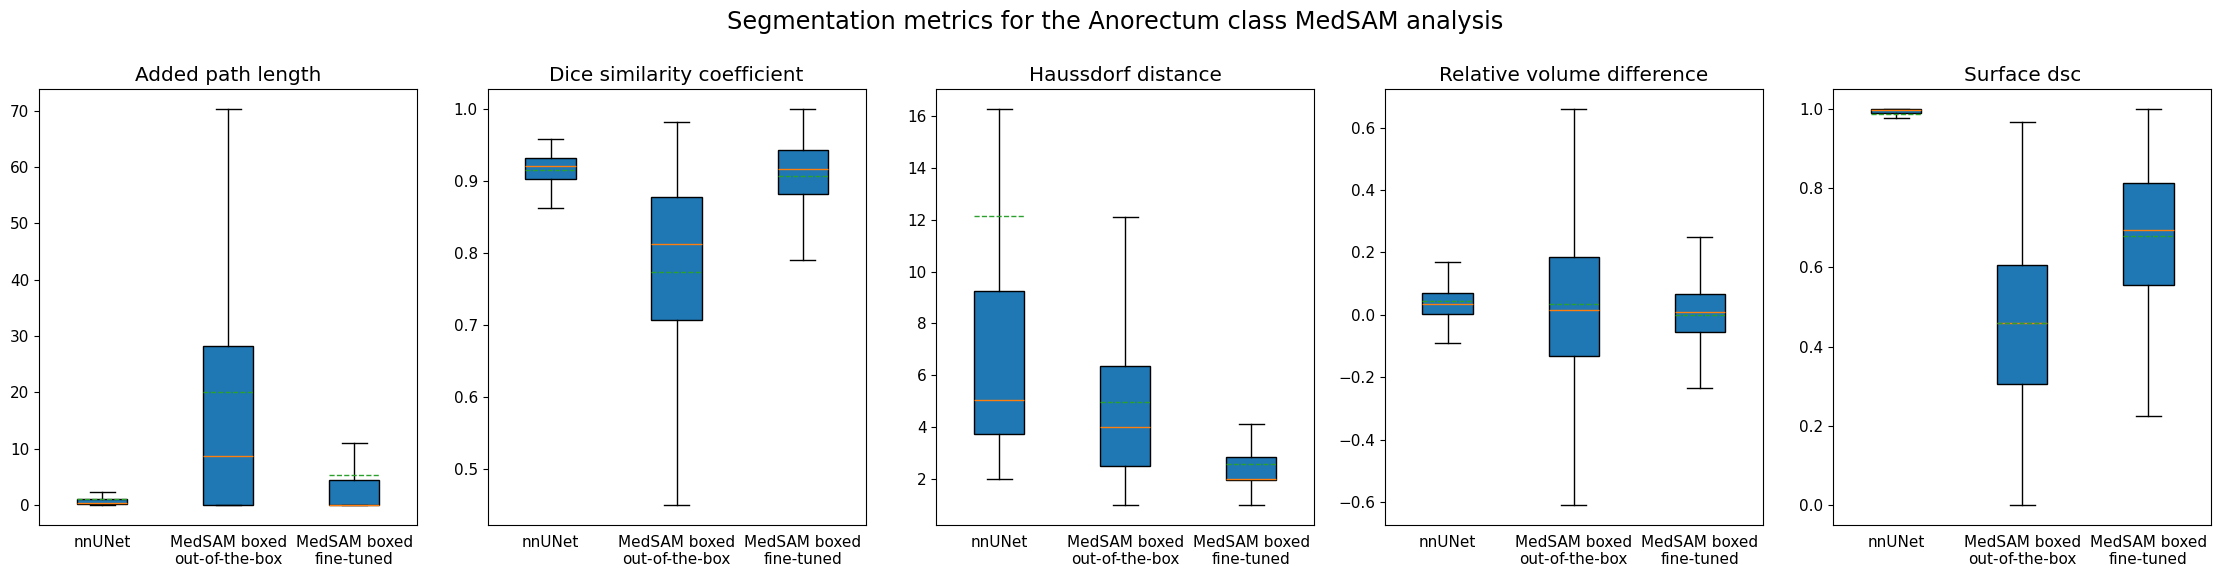 Segmentation metrics for the Anorectum class MedSAM analysis
Added path length
70
60
50
40
30
20
10
0
nnUNet
MedSAM boxed
out-of-the-box
MedSAM boxed
fine-tuned
Dice similarity coefficient
1.0
0.9
0.8
0.7
0.6
0.5
nnUNet
MedSAM boxed
out-of-the-box
MedSAM boxed
fine-tuned
Haussdorf distance
16
14
12
10
8
6
4
2
nnUNet
MedSAM boxed
out-of-the-box
MedSAM boxed
fine-tuned
Relative volume difference
0.6
0.4
0.2
0.0
−0.2
−0.4
−0.6
nnUNet
MedSAM boxed
out-of-the-box
MedSAM boxed
fine-tuned
Surface dsc
1.0
0.8
0.6
0.4
0.2
0.0
nnUNet
MedSAM boxed
out-of-the-box
MedSAM boxed
fine-tuned